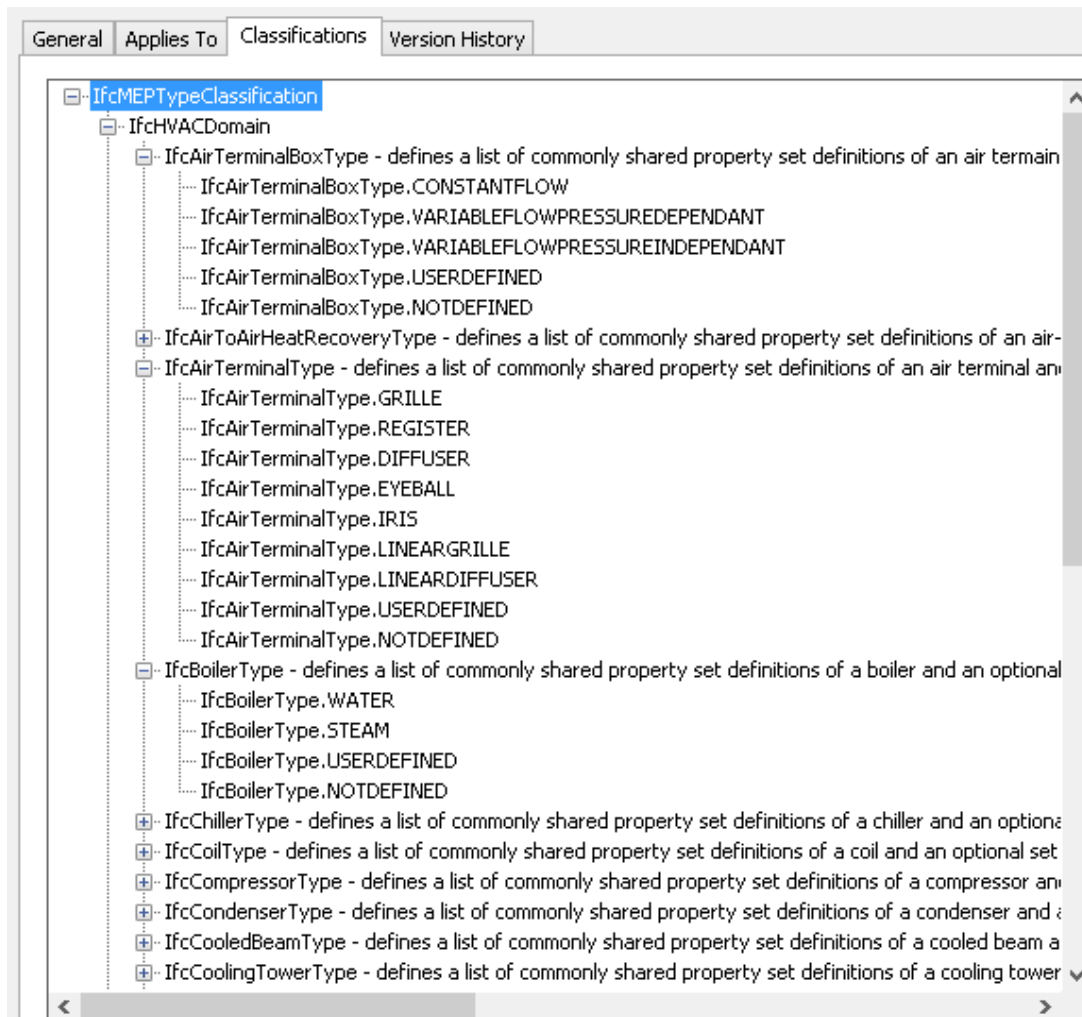 General Applies To Classifications Version History
IfcMEPTypeClassification
IfcHVACDomain
IfcAirTerminalBoxType - defines a list of commonly shared property set definitions of an air termain
IfcAirTerminalBoxType.CONSTANTFLOW
IfcAirTerminalBoxType.VARIABLEFLOWPRESSUREDEPENDANT
IfcAirTerminalBoxType.VARIABLEFLOWPRESSUREINDEPENDANT
IfcAirTerminalBoxType.USERDEFINED
IfcAirTerminalBoxType.NOTDEFINED
IfcAirToAirHeatRecoveryType - defines a list of commonly shared property set definitions of an air-
IfcAirTerminalType - defines a list of commonly shared property set definitions of an air terminal an
IfcAirTerminalType.GRILLE
IfcAirTerminalType.REGISTER
IfcAirTerminalType.DIFFUSER
IfcAirTerminalType.EYEBALL
IfcAirTerminalType.IRIS
IfcAirTerminalType.LINEARGRILLE
IfcAirTerminalType.LINEARDIFFUSER
IfcAirTerminalType.USERDEFINED
IfcAirTerminalType.NOTDEFINED
IfcBoilerType - defines a list of commonly shared property set definitions of a boiler and an optional
IfcBoilerType.WATER
IfcBoilerType.STEAM
IfcBoilerType.USERDEFINED
IfcBoilerType.NOTDEFINED
IfcChillerType - defines a list of commonly shared property set definitions of a chiller and an optiona
IfcCoilType - defines a list of commonly shared property set definitions of a coil and an optional set
IfcCompressorType - defines a list of commonly shared property set definitions of a compressor an
IfcCondenserType - defines a list of commonly shared property set definitions of a condenser and a
IfcCooledBeamType - defines a list of commonly shared property set definitions of a cooled beam a
IfcCoolingTowerType - defines a list of commonly shared property set definitions of a cooling tower